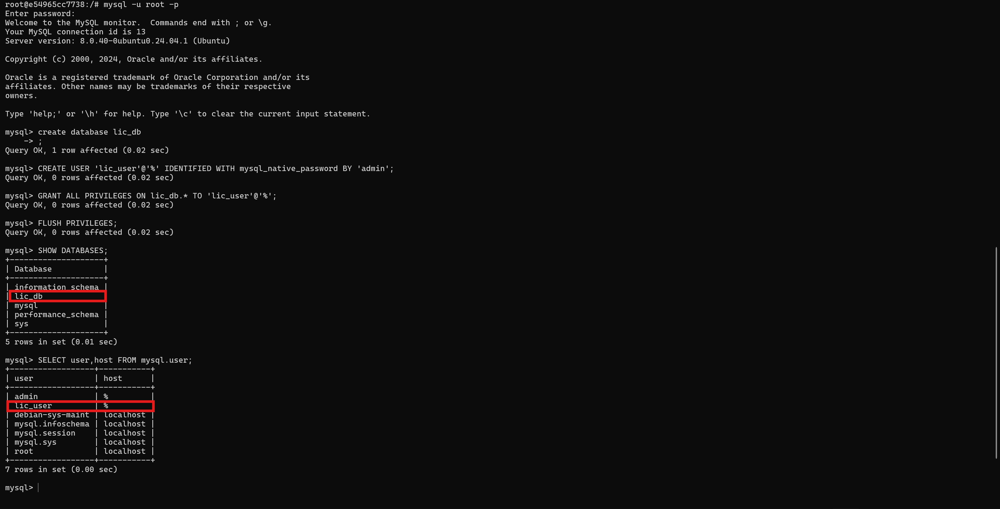 root@e54965cc7738:/# mysql -u root -p
Enter password:
Welcome to the MySQL monitor.  Commands end with ; or \g.
Your MySQL connection id is 13
Server version: 8.0.40-0ubuntu0.24.04.1 (Ubuntu)

Copyright (c) 2000, 2024, Oracle and/or its affiliates.

Oracle is a registered trademark of Oracle Corporation and/or its
affiliates. Other names may be trademarks of their respective
owners.

Type 'help;' or '\h' for help. Type '\c' to clear the current input statement.

mysql> create database lic_db
    -> ;
Query OK, 1 row affected (0.02 sec)

mysql> CREATE USER 'lic_user'@'%' IDENTIFIED WITH mysql_native_password BY 'admin';
Query OK, 0 rows affected (0.02 sec)

mysql> GRANT ALL PRIVILEGES ON lic_db.* TO 'lic_user'@'%';
Query OK, 0 rows affected (0.02 sec)

mysql> FLUSH PRIVILEGES;
Query OK, 0 rows affected (0.02 sec)

mysql> SHOW DATABASES;
+--------------------+
| Database           |
+--------------------+
| information_schema |
| lic_db             |
| mysql              |
| performance_schema |
| sys                |
+--------------------+
5 rows in set (0.01 sec)

mysql> SELECT user,host FROM mysql.user;
+------------------+-----------+
| user             | host      |
+------------------+-----------+
| admin            | %         |
| lic_user         | %         |
| debian-sys-maint | localhost |
| mysql.infoschema | localhost |
| mysql.session    | localhost |
| mysql.sys        | localhost |
| root             | localhost |
+------------------+-----------+
7 rows in set (0.00 sec)

mysql>